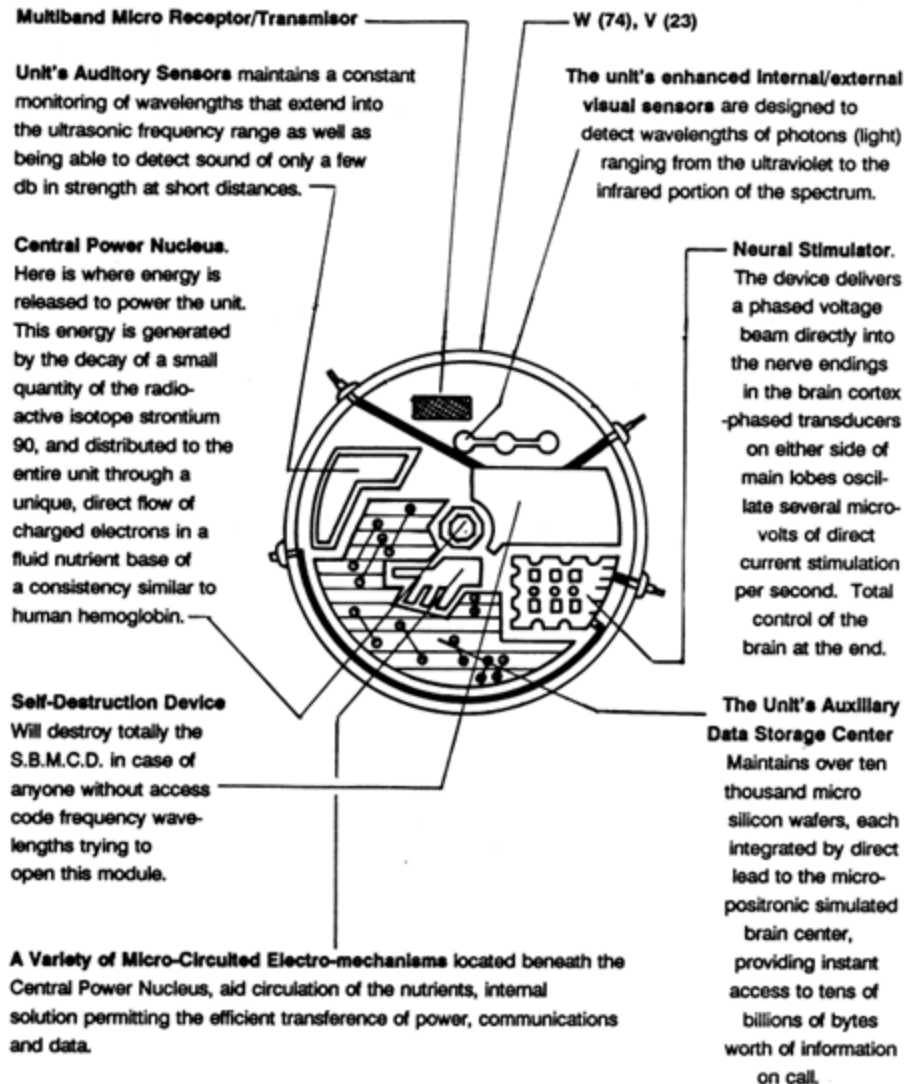 Multiband Micro Receptor/Transmisor
W (74), V (23)
Unit's Auditory Sensors maintains a constant
monitoring of wavelengths that extend into
the ultrasonic frequency range as well as
being able to detect sound of only a few
db in strength at short distances.
The unit's enhanced internal/external
visual sensors are designed to
detect wavelengths of photons (light)
ranging from the ultraviolet to the
infrared portion of the spectrum.
Central Power Nucleus.
Here is where energy is
released to power the unit.
This energy is generated
by the decay of a small
quantity of the radio-
active isotope strontium
90, and distributed to the
entire unit through a
unique, direct flow of
charged electrons in a
fluid nutrient base of
a consistency similar to
human hemoglobin.
Neural Stimulator.
The device delivers
a phased voltage
beam directly into
the nerve endings
in the brain cortex
-phased transducers
on either side of
main lobes oscil-
late several micro-
volts of direct
current stimulation
per second. Total
control of the
brain at the end.
Self-Destruction Device
Will destroy totally the
S.B.M.C.D. in case of
anyone without access
code frequency wave-
lengths trying to
open this module.
The Unit's Auxiliary
Data Storage Center
Maintains over ten
thousand micro
silicon wafers, each
integrated by direct
lead to the micro-
positronic simulated
brain center,
providing instant
access to tens of
billions of bytes
worth of information
on call.
A Variety of Micro-Circuited Electro-mechanisms located beneath the
Central Power Nucleus, aid circulation of the nutrients, internal
solution permitting the efficient transference of power, communications
and data.